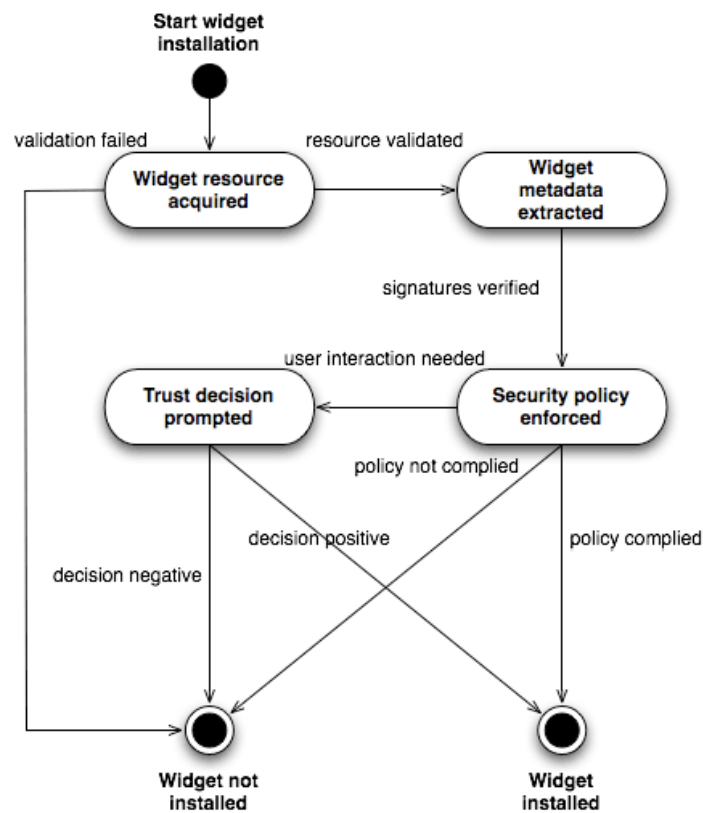 Start widget
installation
validation failed
resource validated
Widget resource
acquired
Widget
metadata
extracted
signatures verified
user interaction needed
Trust decision
prompted
Security policy
enforced
policy not complied
decision positive
policy complied
decision negative
Widget not
installed
Widget
installed